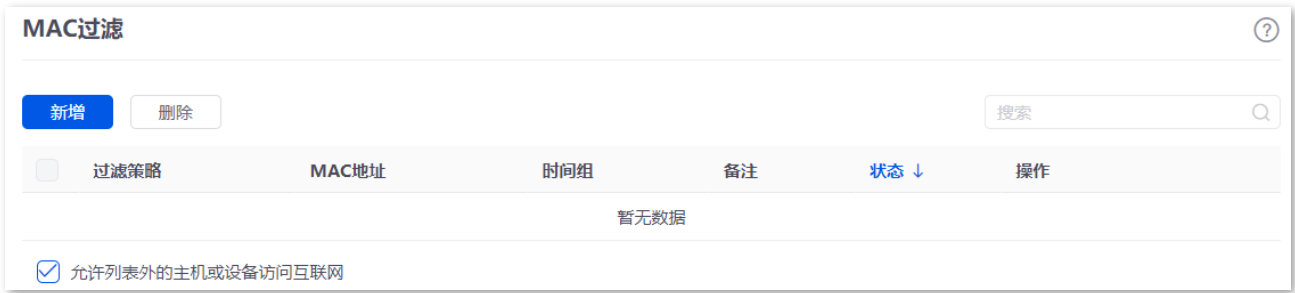 MAC过滤
新增 删除 搜索
过滤策略 MAC地址 时间组 备注 状态 ↓ 操作
暂无数据
允许列表外的主机或设备访问互联网